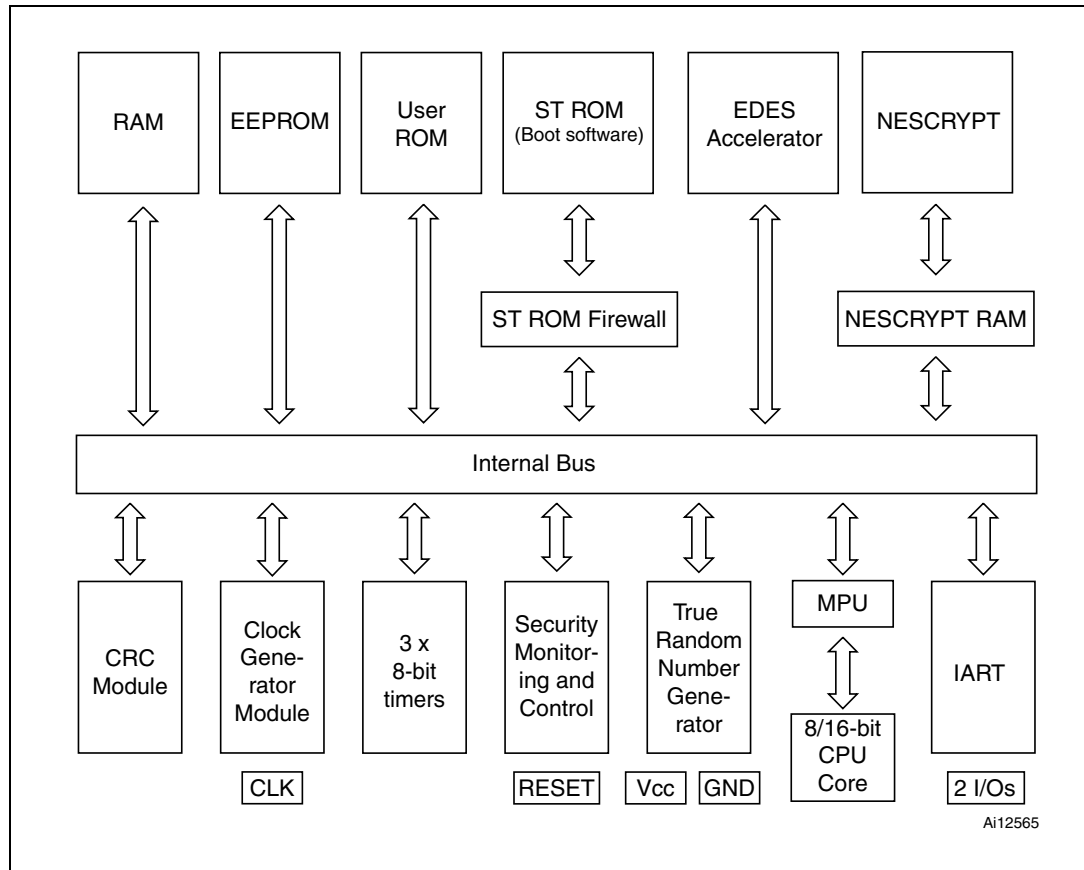 RAM
EEPROM
User
ROM
ST ROM
(Boot software)
EDES
Accelerator
NESCRYPT
ST ROM Firewall
NESCRYPT RAM
Internal Bus
CRC
Module
Clock
Gene-
rator
Module
3 x
8-bit
timers
Security
Monitor-
ing and
Control
True
Random
Number
Gene-
rator
MPU
8/16-bit
CPU
Core
IART
CLK
RESET
Vcc
GND
2 I/Os
Ai12565